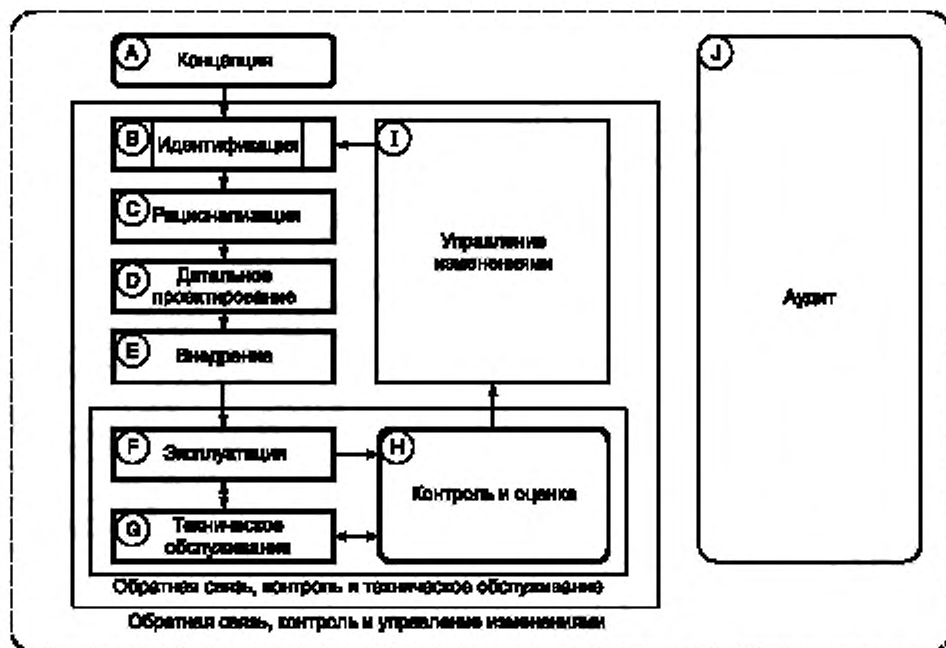 A
Концепция
B
Идентификация
C
Рационализация
D
Детальное
проектирование
E
Внедрение
F
Эксплуатация
G
Техническое
обслуживание
H
Контроль и оценка
I
Управление
изменениями
J
Аудит
Обратная связь, контроль и техническое обслуживание
Обратная связь, контроль и управление изменениями